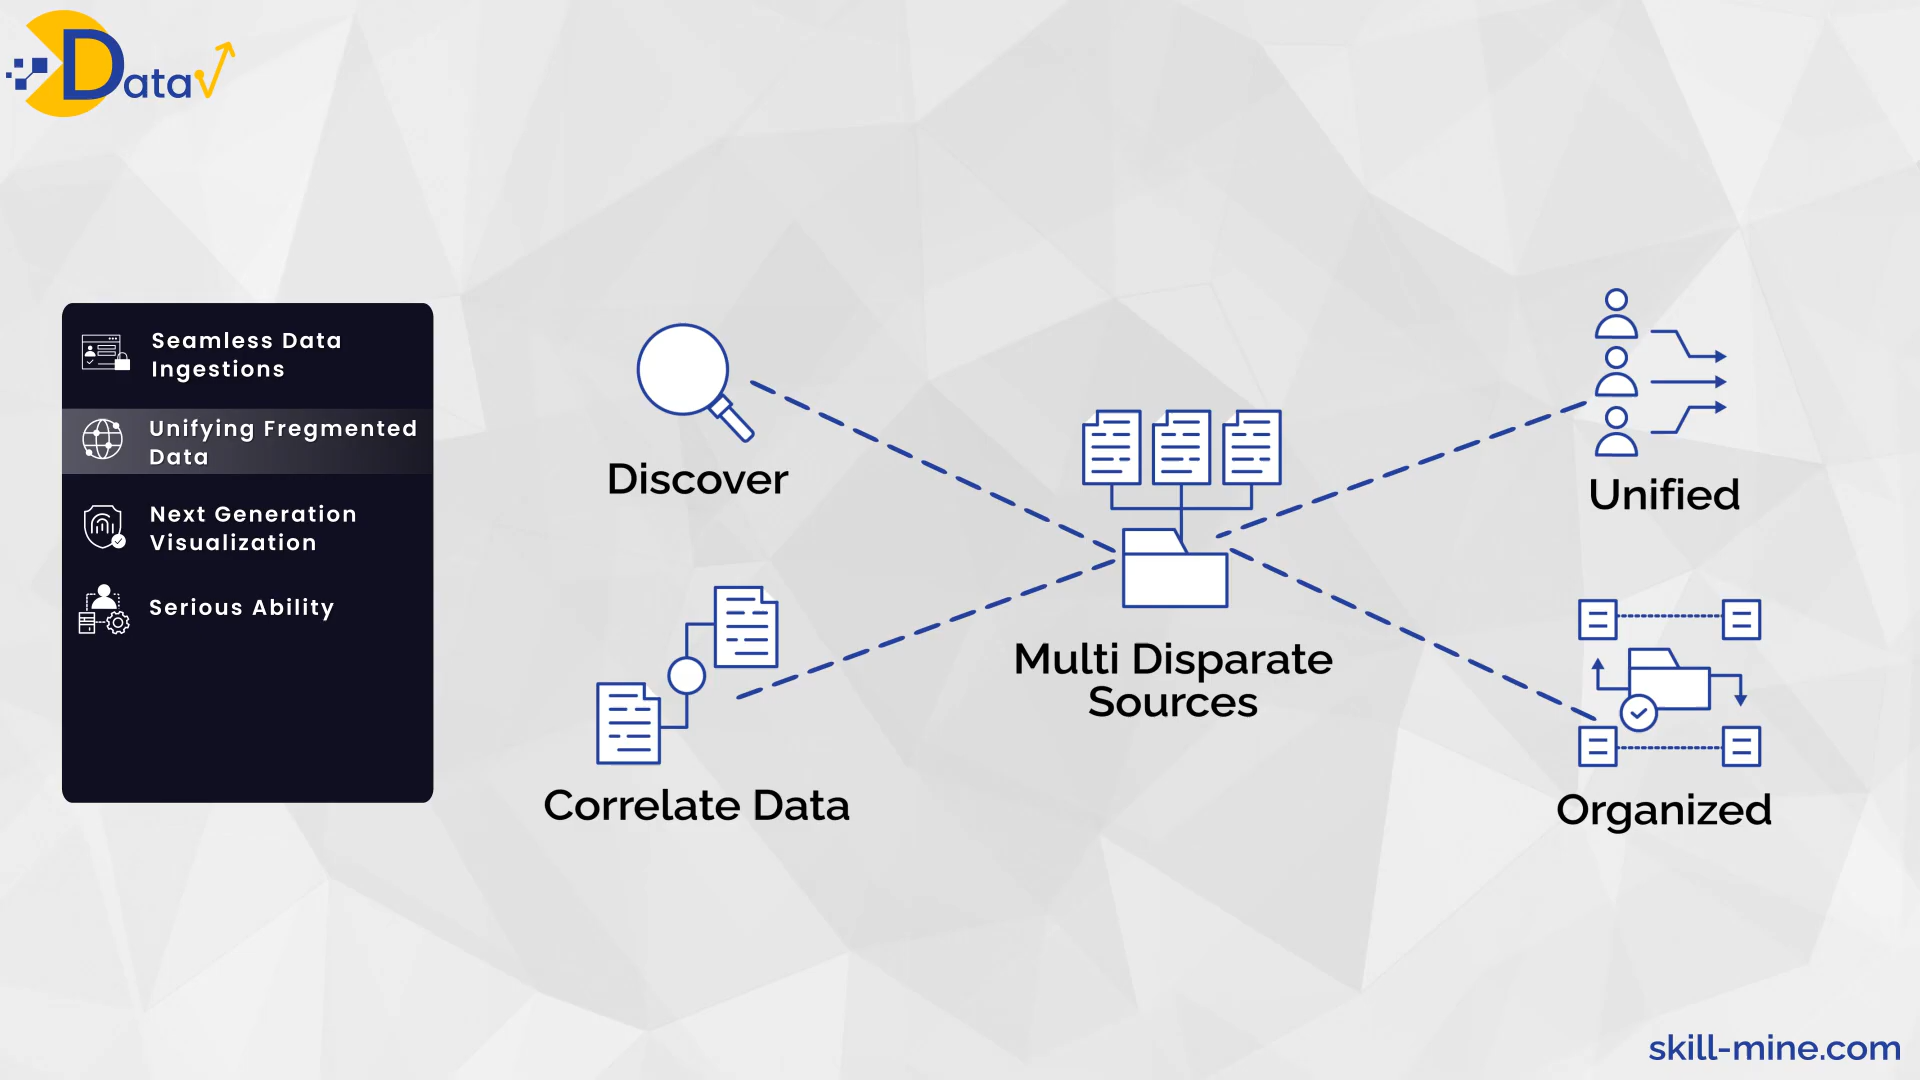 DataV
Seamless Data
Ingestions
Unifying Fregmented
Data
Next Generation
Visualization
Serious Ability
Discover
Correlate Data
Multi Disparate
Sources
Unified
Organized
skill-mine.com